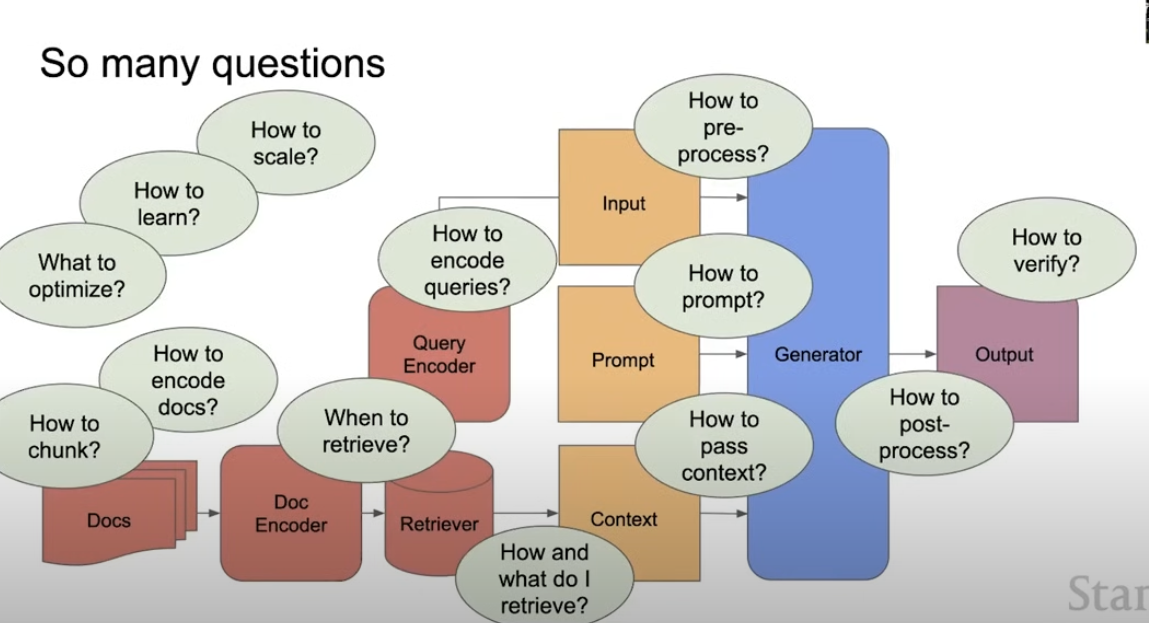 So many questions
How to
scale?
How to
learn?
What to
optimize?
How to
encode
docs?
How to
chunk?
Docs
Doc
Encoder
When to
retrieve?
Retriever
How and
what do I
retrieve?
How to
encode
queries?
Query
Encoder
Input
How to
pre-
process?
Prompt
How to
prompt?
Context
How to
pass
context?
Generator
How to
verify?
Output
How to
post-
process?